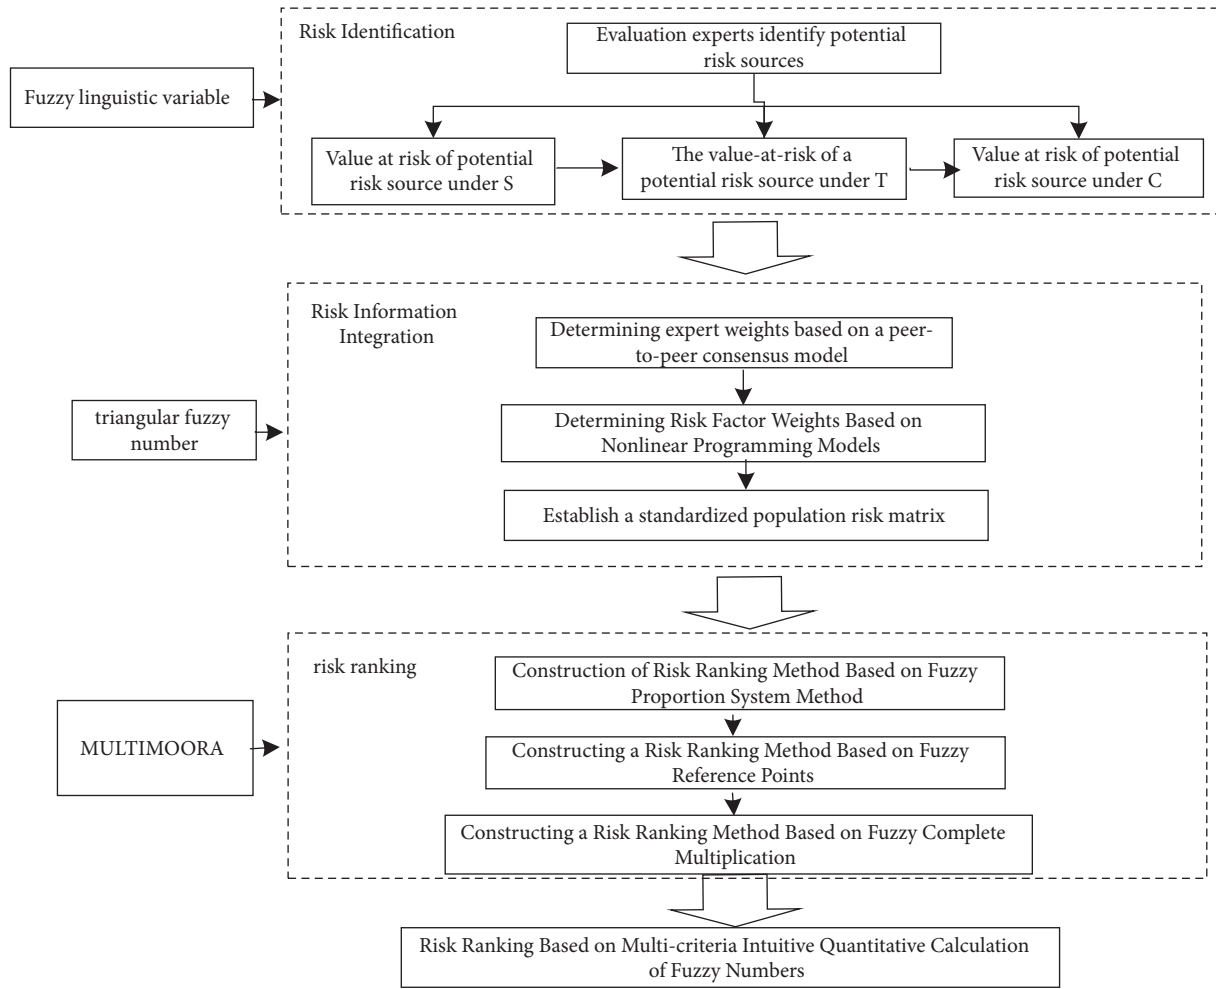 Risk Identification
Evaluation experts identify potential
risk sources
Fuzzy linguistic variable
Value at risk of potential
risk source under S
The value-at-risk of a
potential risk source under T
Value at risk of potential
risk source under C
Risk Information
Integration
Determining expert weights based on a peer-
to-peer consensus model
triangular fuzzy
number
Determining Risk Factor Weights Based on
Nonlinear Programming Models
Establish a standardized population risk matrix
risk ranking
Construction of Risk Ranking Method Based on Fuzzy
Proportion System Method
MULTIMOORA
Constructing a Risk Ranking Method Based on Fuzzy
Reference Points
Constructing a Risk Ranking Method Based on Fuzzy Complete
Multiplication
Risk Ranking Based on Multi-criteria Intuitive Quantitative Calculation
of Fuzzy Numbers